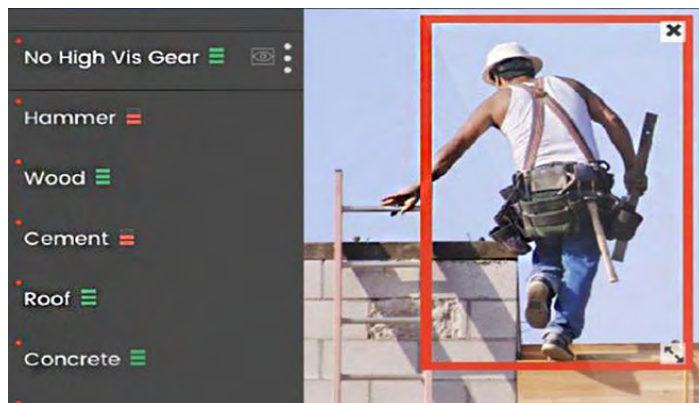 No High Vis Gear
Hammer
Wood
Cement
Roof
Concrete